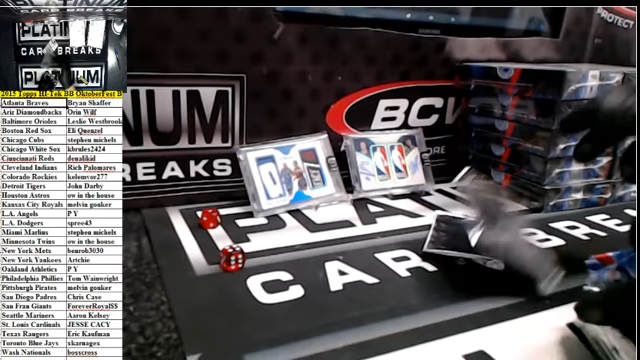 PLATINUM
CARD BREAKS
PLATINUM
2015 Topps Hi-Tek BB OktoberFest B
Atlanta Braves Bryan Shaffer
Ariz Diamondbacks Orin Wilf
Baltimore Orioles Leslie Westbrook
Boston Red Sox Eli Quenzel
Chicago Cubs stephen michels
Chicago White Sox kbrules2424
Cincinnati Reds denalikid
Cleveland Indians Rich Palomares
Colorado Rockies kelemvor277
Detroit Tigers John Darby
Houston Astros ow in the house
Kansas City Royals melvin gonker
L.A. Angels P Y
L.A. Dodgers spree43
Miami Marlins stephen michels
Minnesota Twins ow in the house
New York Mets benrob3030
New York Yankees Artchie
Oakland Athletics P Y
Philadelphia Phillies Tom Wainwright
Pittsburgh Pirates melvin gonker
San Diego Padres Chris Case
San Fran Giants ForeverRoyal$$
Seattle Mariners Aaron Kelsey
St. Louis Cardinals JESSE CACY
Texas Rangers Eric Kaufman
Toronto Blue Jays xkarnages
Wash Nationals bosscross
NUM
REAKS
BCW
ORE
PROTECT
PLAT
CAR BRE